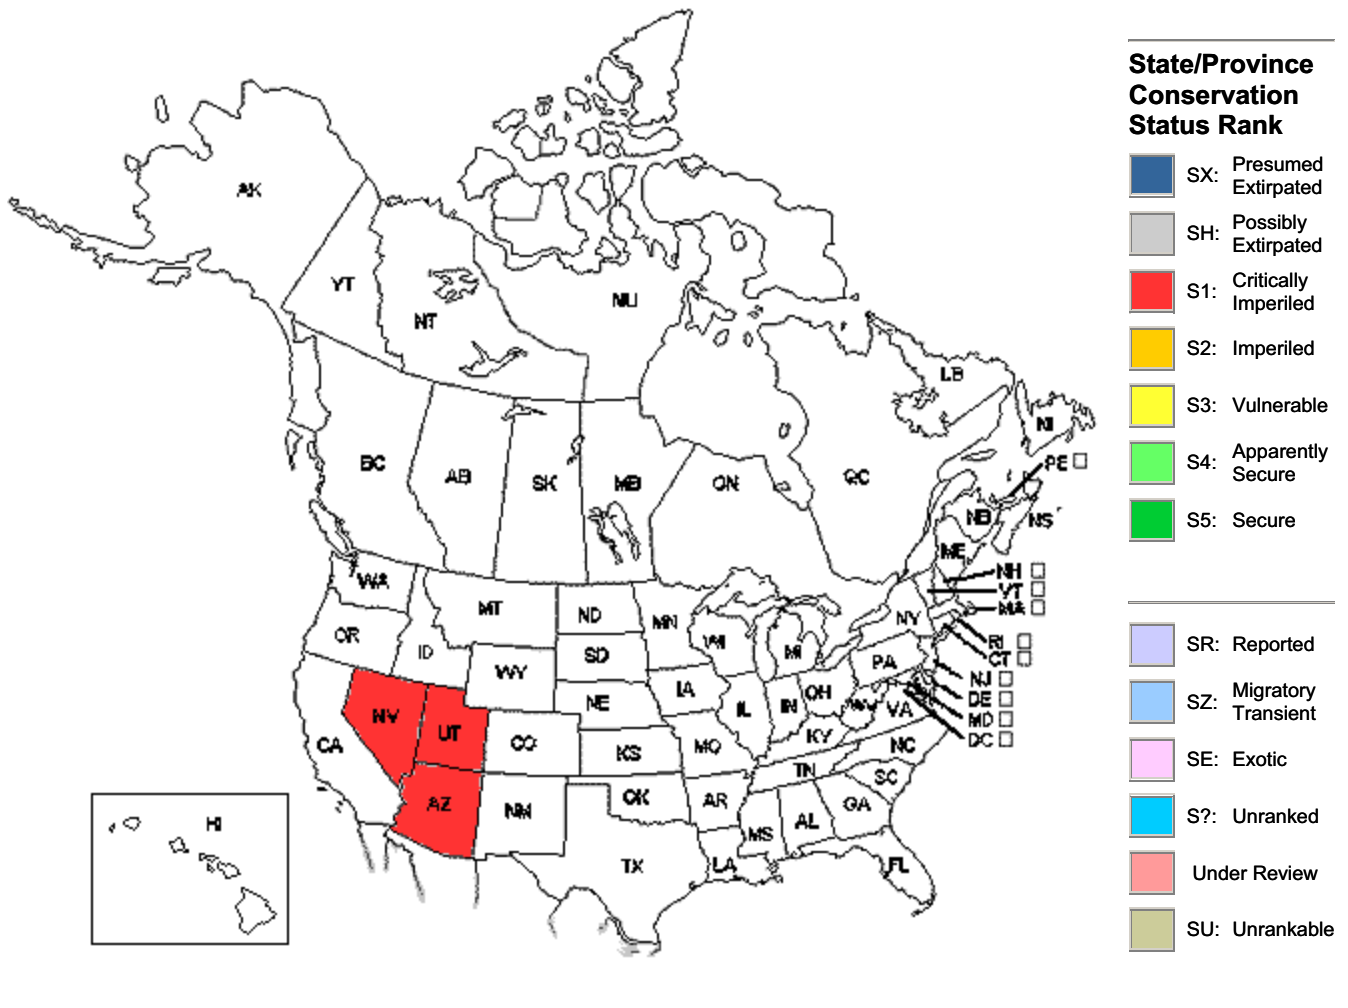 AK
YT
NT
NU
BC
AB
SK
MB
ON
QC
LB
NF
PE
NB
NS
ME
NH
VT
MA
RI
CT
NJ
DE
MD
DC
WA
OR
ID
MT
ND
MN
WI
MI
NY
PA
SD
WY
NE
IA
IL
IN
OH
WV
VA
NV
UT
CA
CO
KS
MO
KY
NC
TN
SC
AZ
NM
OK
AR
GA
AL
MS
LA
TX
FL
HI
State/Province
Conservation
Status Rank
SX: Presumed
Extirpated
SH: Possibly
Extirpated
S1: Critically
Imperiled
S2: Imperiled
S3: Vulnerable
S4: Apparently
Secure
S5: Secure
SR: Reported
SZ: Migratory
Transient
SE: Exotic
S?: Unranked
Under Review
SU: Unrankable